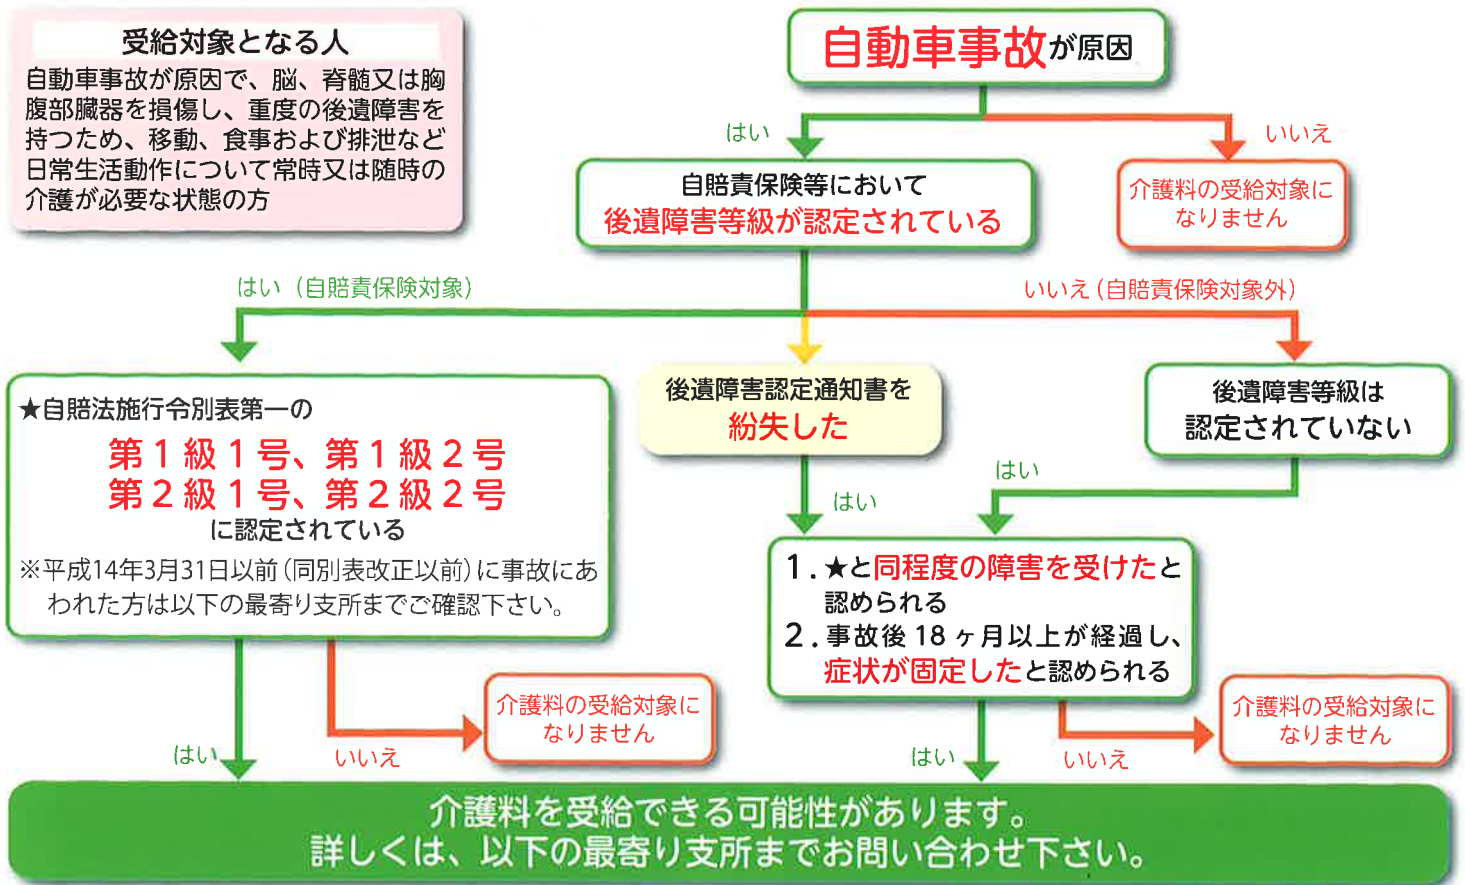 受給対象となる人
自動車事故が原因で、脳、脊髄又は胸
腹部臓器を損傷し、重度の後遺障害を
持つため、移動、食事および排泄など
日常生活動作について常時又は随時の
介護が必要な状態の方
自動車事故が原因
はい
いいえ
自賠責保険等において
後遺障害等級が認定されている
介護料の受給対象に
なりません
はい（自賠責保険対象）
いいえ（自賠責保険対象外）
★自賠法施行令別表第一の
第１級１号、第１級２号
第２級１号、第２級２号
に認定されている
※平成14年3月31日以前（同別表改正以前）に事故にあ
われた方は以下の最寄り支所までご確認下さい。
後遺障害認定通知書を
紛失した
後遺障害等級は
認定されていない
はい
はい
１．★と同程度の障害を受けたと
認められる
２．事故後18ヶ月以上が経過し、
症状が固定したと認められる
はい
いいえ
介護料の受給対象に
なりません
はい
いいえ
介護料の受給対象に
なりません
介護料を受給できる可能性があります。
詳しくは、以下の最寄り支所までお問い合わせ下さい。